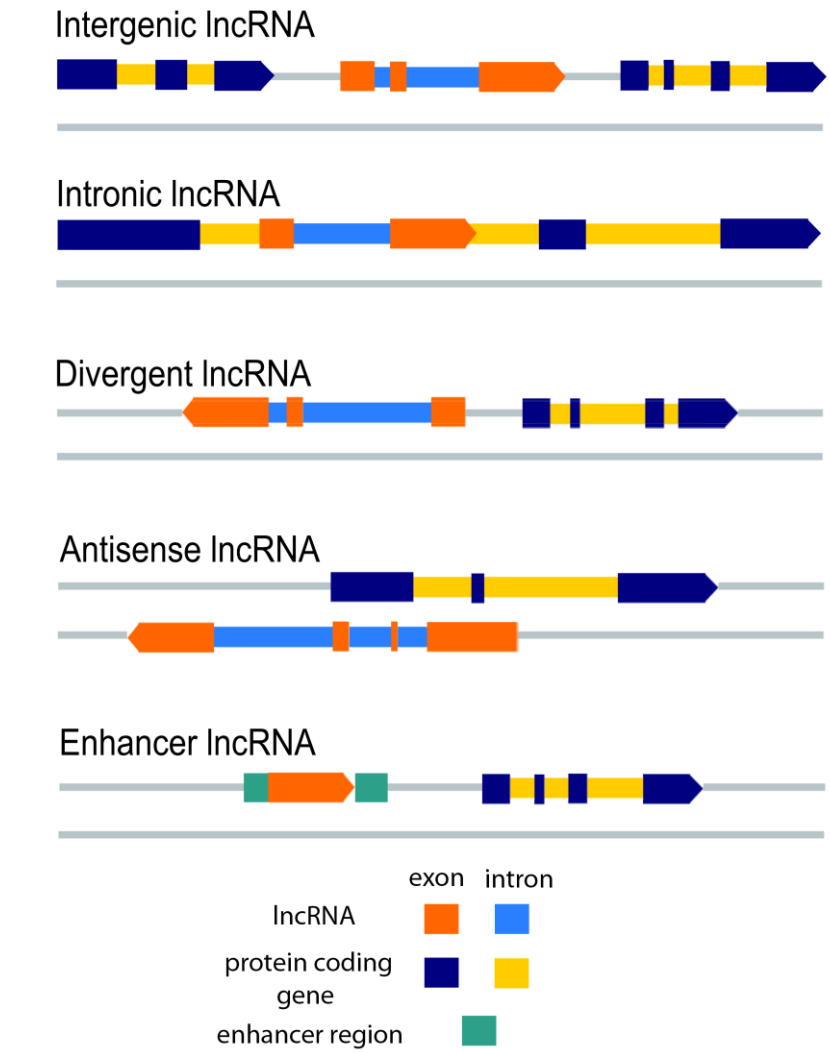 Intergenic lncRNA
Intronic lncRNA
Divergent lncRNA
Antisense lncRNA
Enhancer lncRNA
exon intron
lncRNA
protein coding
gene
enhancer region